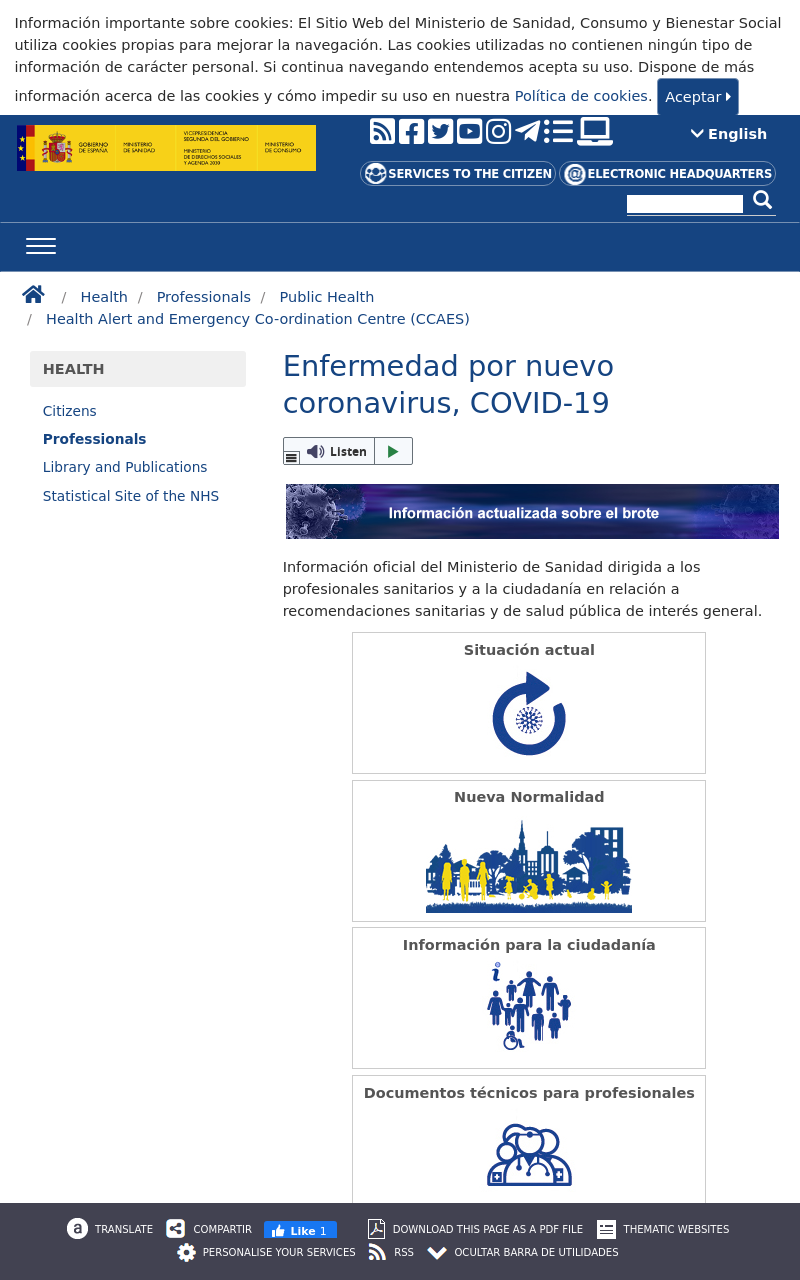 Información importante sobre cookies: El Sitio Web del Ministerio de Sanidad, Consumo y Bienestar Social
utiliza cookies propias para mejorar la navegación. Las cookies utilizadas no contienen ningún tipo de
información de carácter personal. Si continua navegando entendemos acepta su uso. Dispone de más
información acerca de las cookies y cómo impedir su uso en nuestra Política de cookies. Aceptar
GOBIERNO
DE ESPAÑA
MINISTERIO
DE SANIDAD
VICEPRESIDENCIA
SEGUNDA DEL GOBIERNO
MINISTERIO
DE DERECHOS SOCIALES
Y AGENDA 2030
MINISTERIO
DE CONSUMO
English
SERVICES TO THE CITIZEN
@ ELECTRONIC HEADQUARTERS
/ Health / Professionals / Public Health
/ Health Alert and Emergency Co-ordination Centre (CCAES)
HEALTH
Citizens
Professionals
Library and Publications
Statistical Site of the NHS
Enfermedad por nuevo
coronavirus, COVID-19
Listen
Información actualizada sobre el brote
Información oficial del Ministerio de Sanidad dirigida a los
profesionales sanitarios y a la ciudadanía en relación a
recomendaciones sanitarias y de salud pública de interés general.
Situación actual
Nueva Normalidad
Información para la ciudadanía
i
Documentos técnicos para profesionales
a TRANSLATE COMPARTIR Like 1 DOWNLOAD THIS PAGE AS A PDF FILE THEMATIC WEBSITES
PERSONALISE YOUR SERVICES RSS OCULTAR BARRA DE UTILIDADES